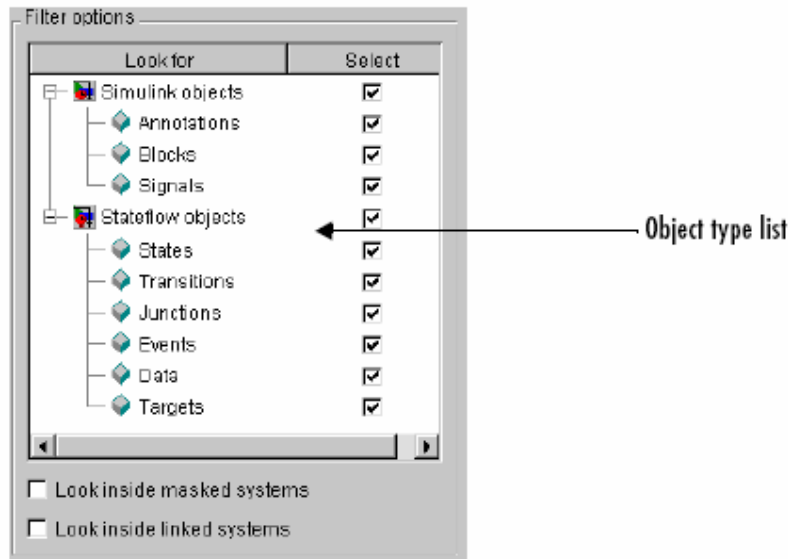 Filter options
Look for Select
Simulink objects
Annotations
Blocks
Signals
Stateflow objects
Object type list
States
Transitions
Junctions
Events
Data
Targets
Look inside masked systems
Look inside linked systems